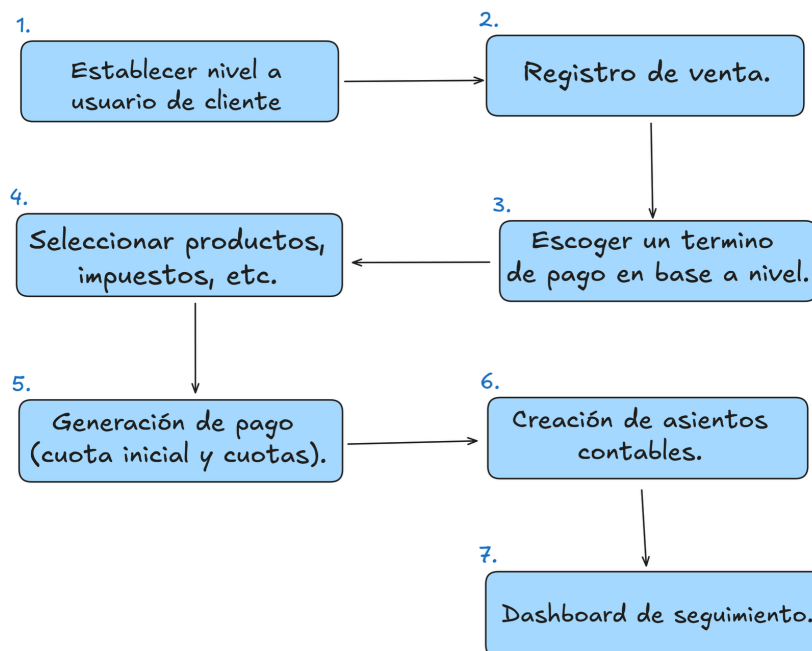 1.
Establecer nivel a
usuario de cliente
2.
Registro de venta.
3.
Escoger un termino
de pago en base a nivel.
4.
Seleccionar productos,
impuestos, etc.
5.
Generación de pago
(cuota inicial y cuotas).
6.
Creación de asientos
contables.
7.
Dashboard de seguimiento.